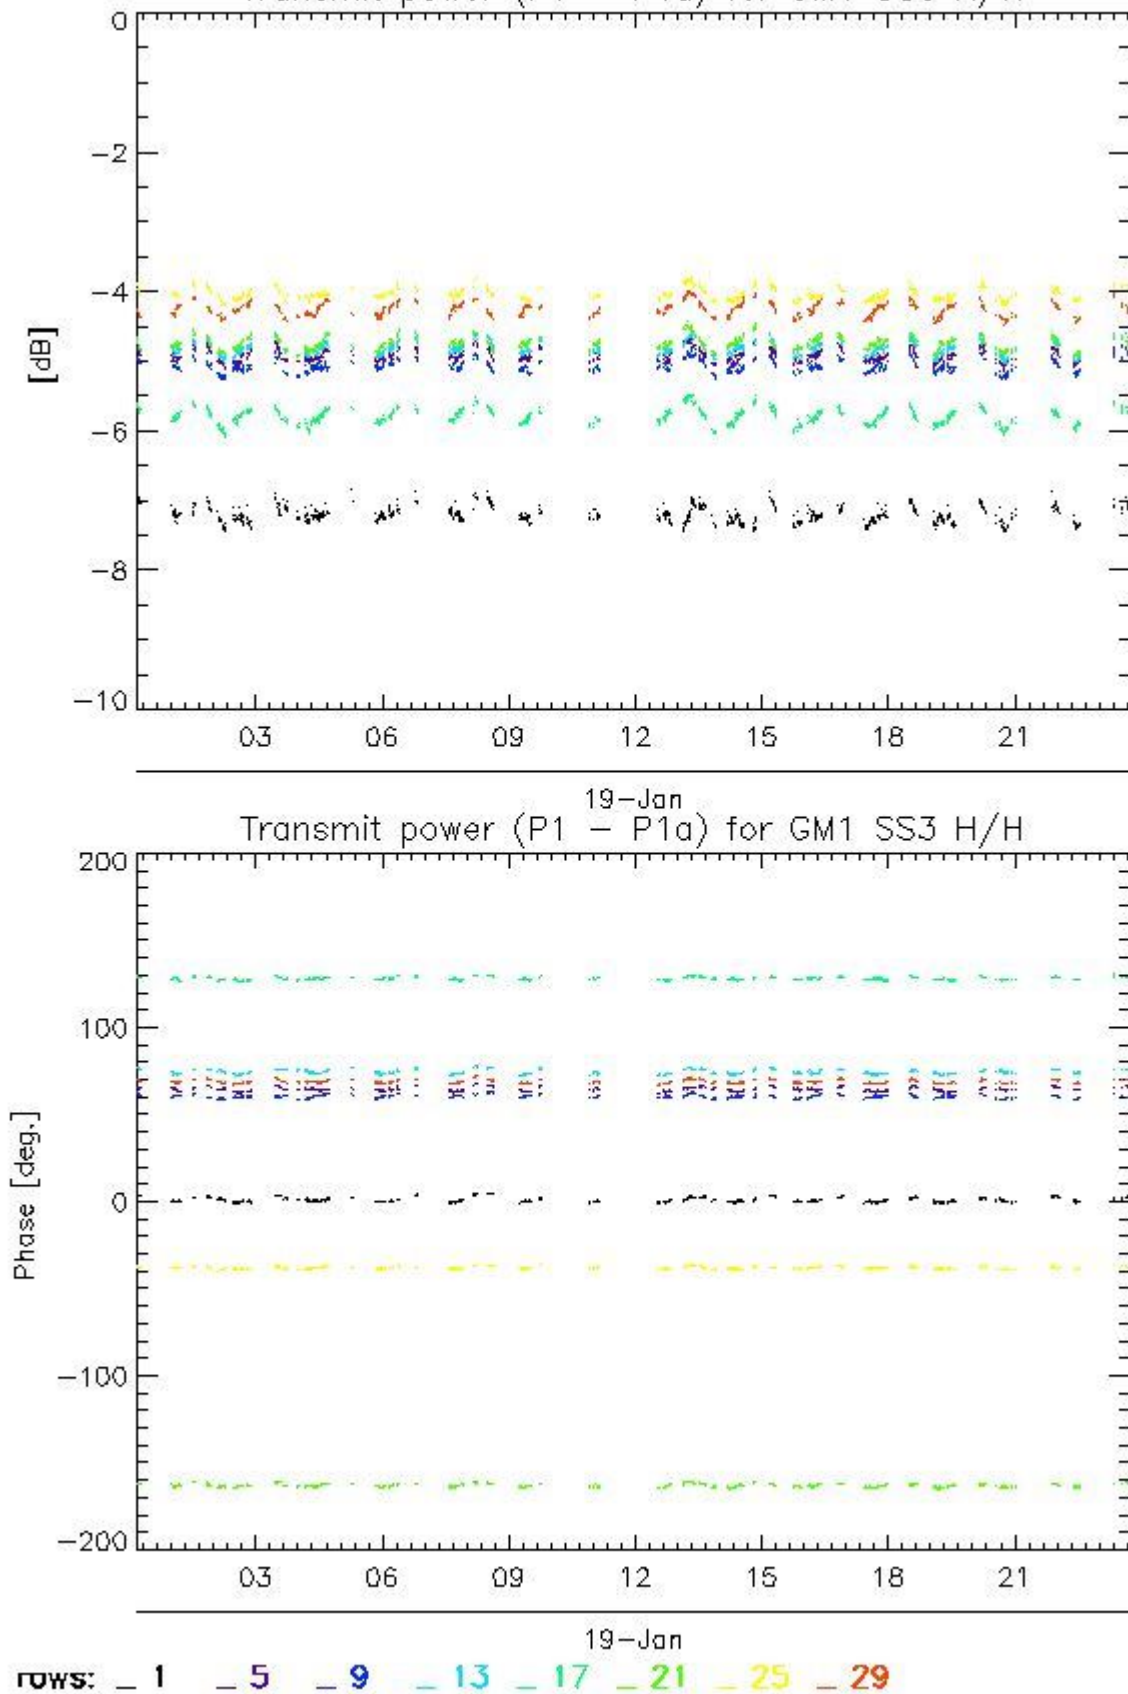 0
−2
−4
[dB]
−6
−8
−10
03 06 09 12 15 18 21
19−Jan
Transmit power (P1 − P1a) for GM1 SS3 H/H
200
100
Phase [deg.]
0
−100
−200
03 06 09 12 15 18 21
19−Jan
rows: _ 1 _ 5 _ 9 _ 13 _ 17 _ 21 _ 25 _ 29